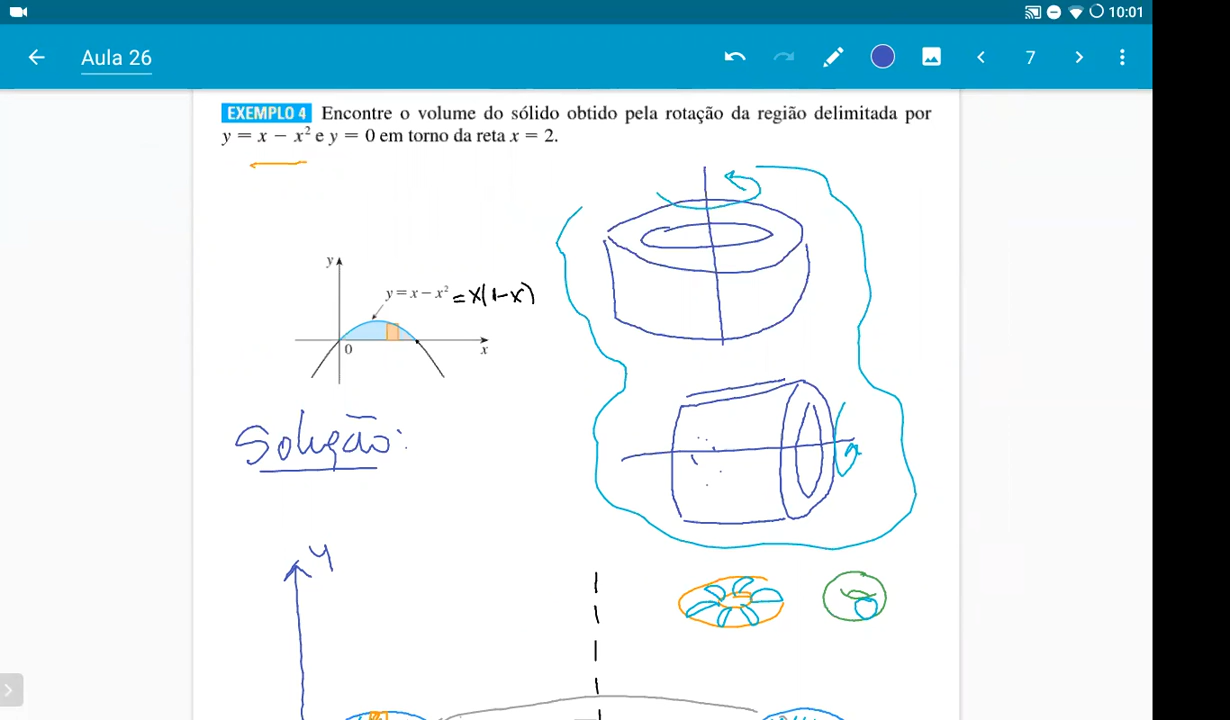 10:01
Aula 26
7
EXEMPLO 4 Encontre o volume do sólido obtido pela rotação da região delimitada por
y = x − x² e y = 0 em torno da reta x = 2.
y
y = x − x² = x(1-x)
0
x
Solução:
y